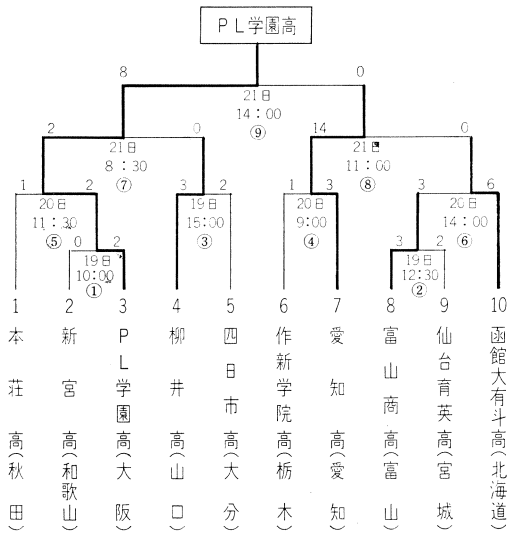 PL学園高
8 0
21日
14:00
⑨
2 0 14 0
21日 21日
8:30 11:00
⑦ ⑧
1 2 3 2 1 3 3 6
20日 19日 20日 20日
11:30 15:00 9:00 14:00
⑤ ③ ④ ⑥
0 2 3 2
19日 19日
10:00 12:30
① ②
1 2 3 4 5 6 7 8 9 10
本荘高(秋田)
新宮高(和歌山)
PL学園高(大阪)
柳井高(山口)
四日市高(大分)
作新学院高(栃木)
愛知高(愛知)
富山商高(富山)
仙台育英高(宮城)
函館大有斗高(北海道)